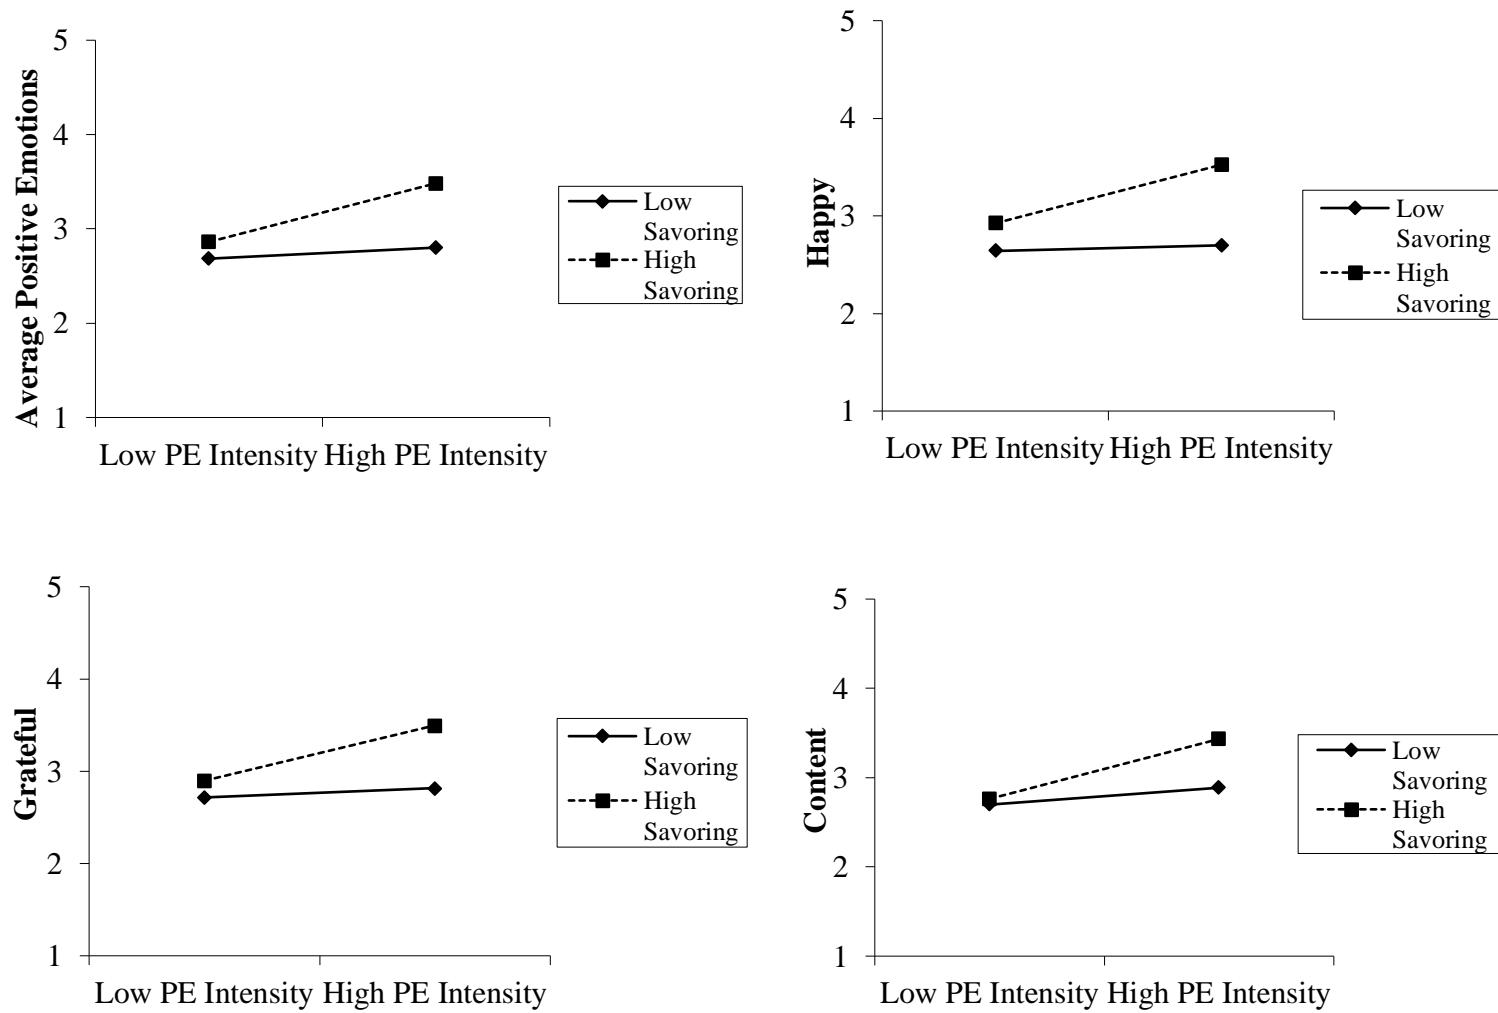 Average Positive Emotions
5
4
3
2
1
Low PE Intensity
High PE Intensity
Low
Savoring
High
Savoring
Happy
5
4
3
2
1
Low PE Intensity
High PE Intensity
Low
Savoring
High
Savoring
Grateful
5
4
3
2
1
Low PE Intensity
High PE Intensity
Low
Savoring
High
Savoring
Content
5
4
3
2
1
Low PE Intensity
High PE Intensity
Low
Savoring
High
Savoring